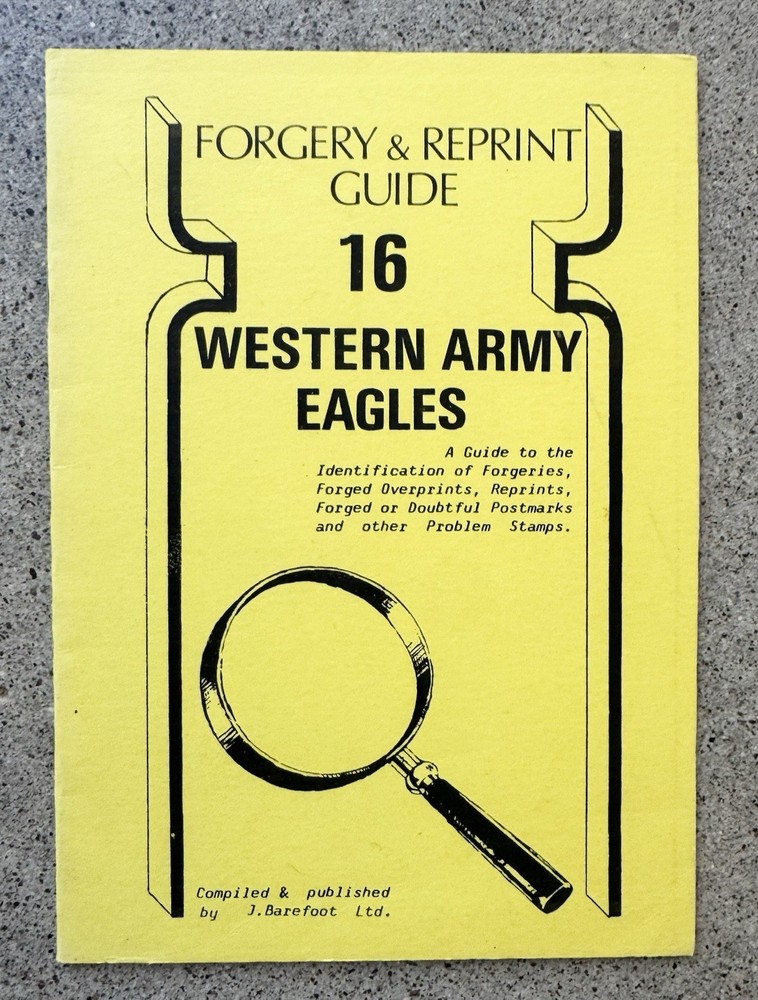 FORGERY & REPRINT
GUIDE
16
WESTERN ARMY
EAGLES
A Guide to the
Identification of Forgeries,
Forged Overprints, Reprints,
Forged or Doubtful Postmarks
and other Problem Stamps.
Compiled & published
by J.Barefoot Ltd.